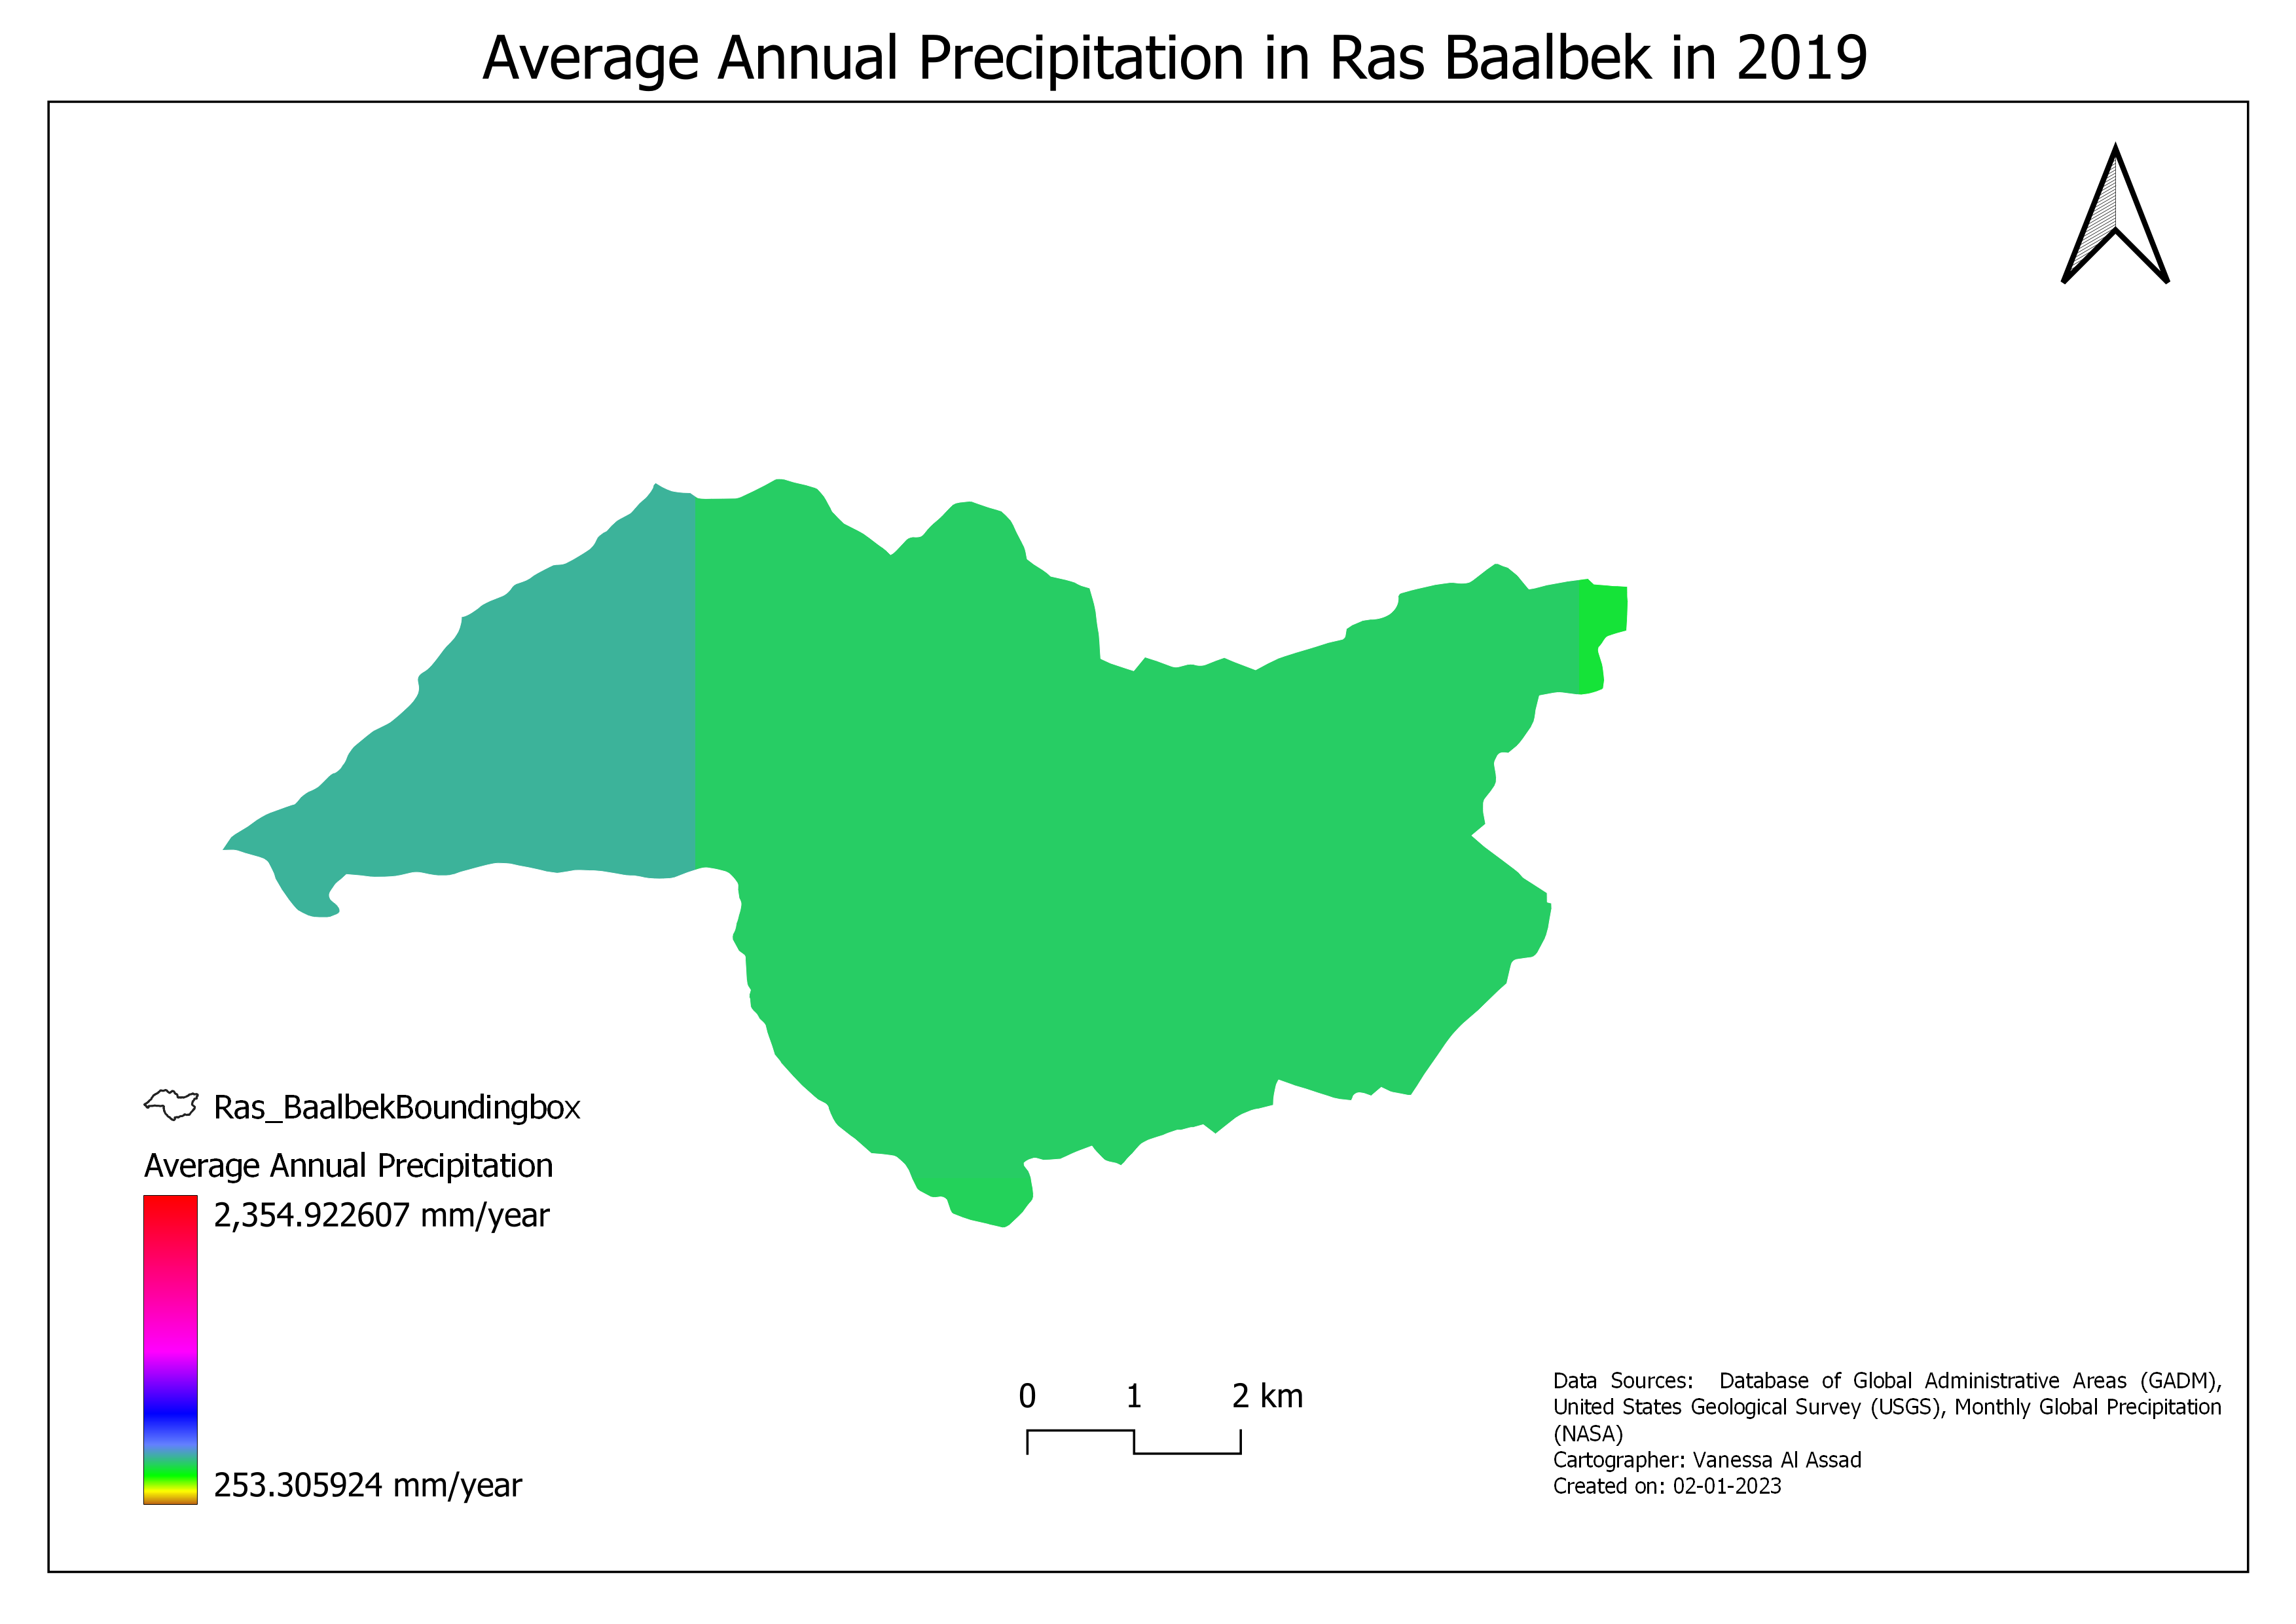 Average Annual Precipitation in Ras Baalbek in 2019
Ras_BaalbekBoundingbox
Average Annual Precipitation
2,354.922607 mm/year
253.305924 mm/year
0 1 2 km
Data Sources: Database of Global Administrative Areas (GADM),
United States Geological Survey (USGS), Monthly Global Precipitation
(NASA)
Cartographer: Vanessa Al Assad
Created on: 02-01-2023